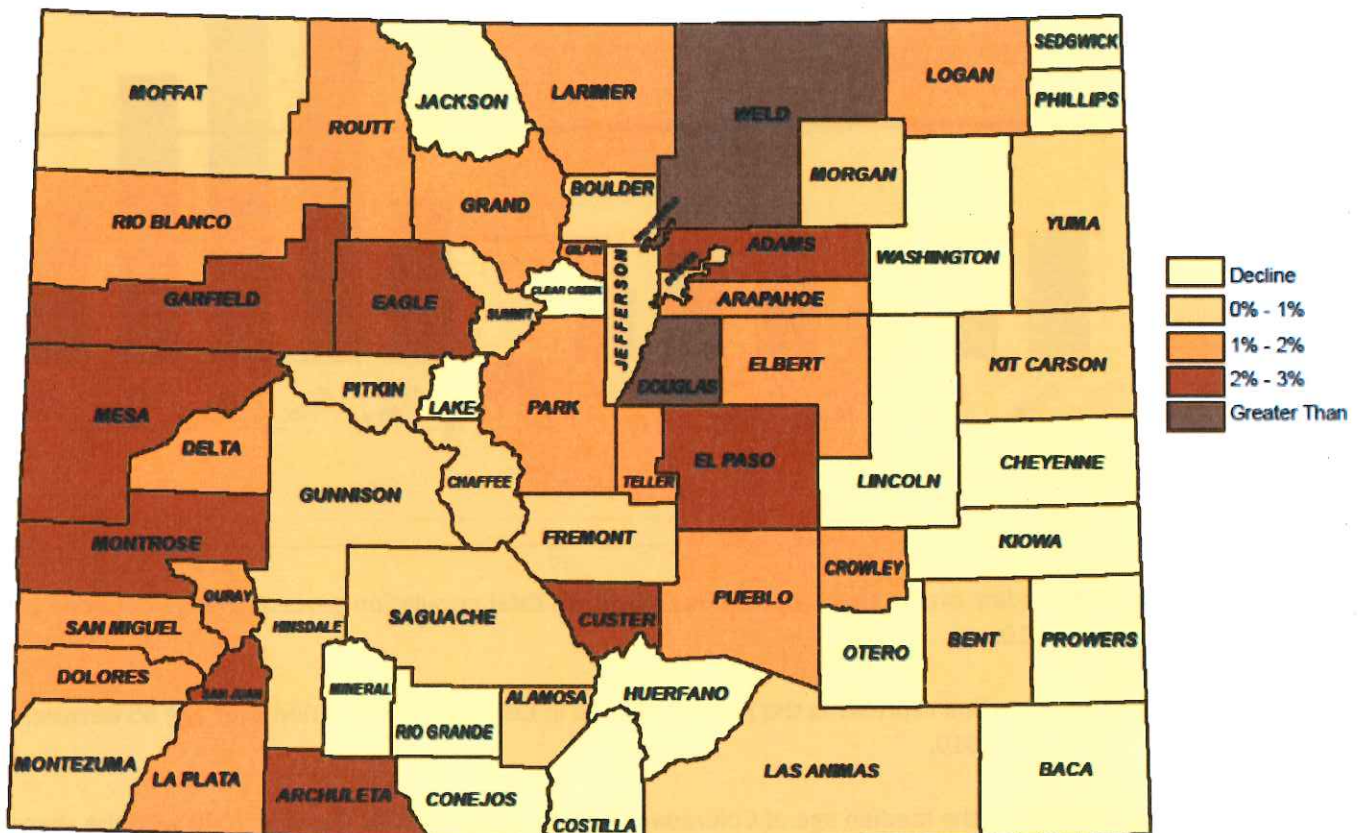 SEDGWICK
LOGAN
MOFFAT
LARIMER
JACKSON
PHILLIPS
WELD
ROUTT
MORGAN
BOULDER
GRAND
RIO BLANCO
YUMA
GILPIN
ADAMS
WASHINGTON
DENVER
Decline
CLEAR CREEK
GARFIELD
EAGLE
ARAPAHOE
0% - 1%
SUMMIT
JEFFERSON
1% - 2%
ELBERT
KIT CARSON
2% - 3%
PITKIN
DOUGLAS
LAKE
PARK
Greater Than
MESA
DELTA
EL PASO
CHEYENNE
CHAFFEE
TELLER
LINCOLN
GUNNISON
FREMONT
KIOWA
MONTROSE
CROWLEY
OURAY
PUEBLO
SAGUACHE
CUSTER
SAN MIGUEL
HINSDALE
BENT
PROWERS
OTERO
DOLORES
MINERAL
SAN JUAN
ALAMOSA
HUERFANO
RIO GRANDE
MONTEZUMA
LA PLATA
LAS ANIMAS
BACA
ARCHULETA
CONEJOS
COSTILLA